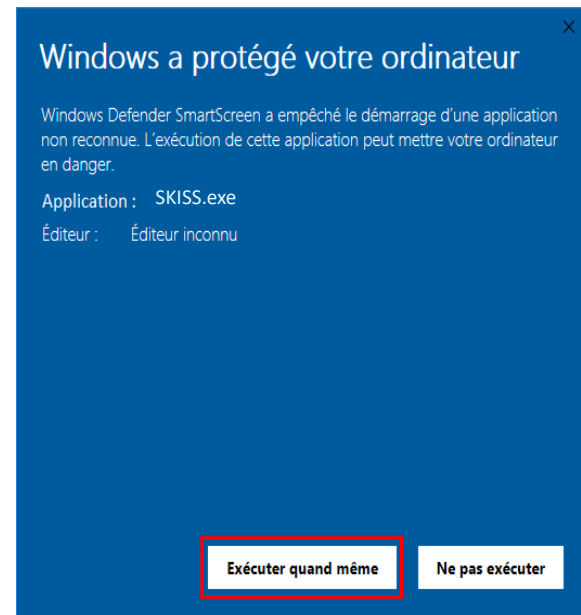 Windows a protégé votre ordinateur
Windows Defender SmartScreen a empêché le démarrage d'une application
non reconnue. L'exécution de cette application peut mettre votre ordinateur
en danger.
Application : SKISS.exe
Éditeur : Éditeur inconnu
Exécuter quand même Ne pas exécuter